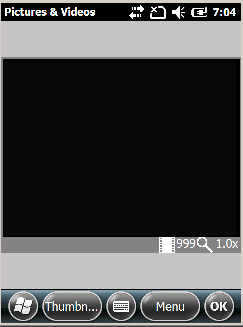 Pictures & Videos 7:04
999 1.0x
Thumbn... Menu OK